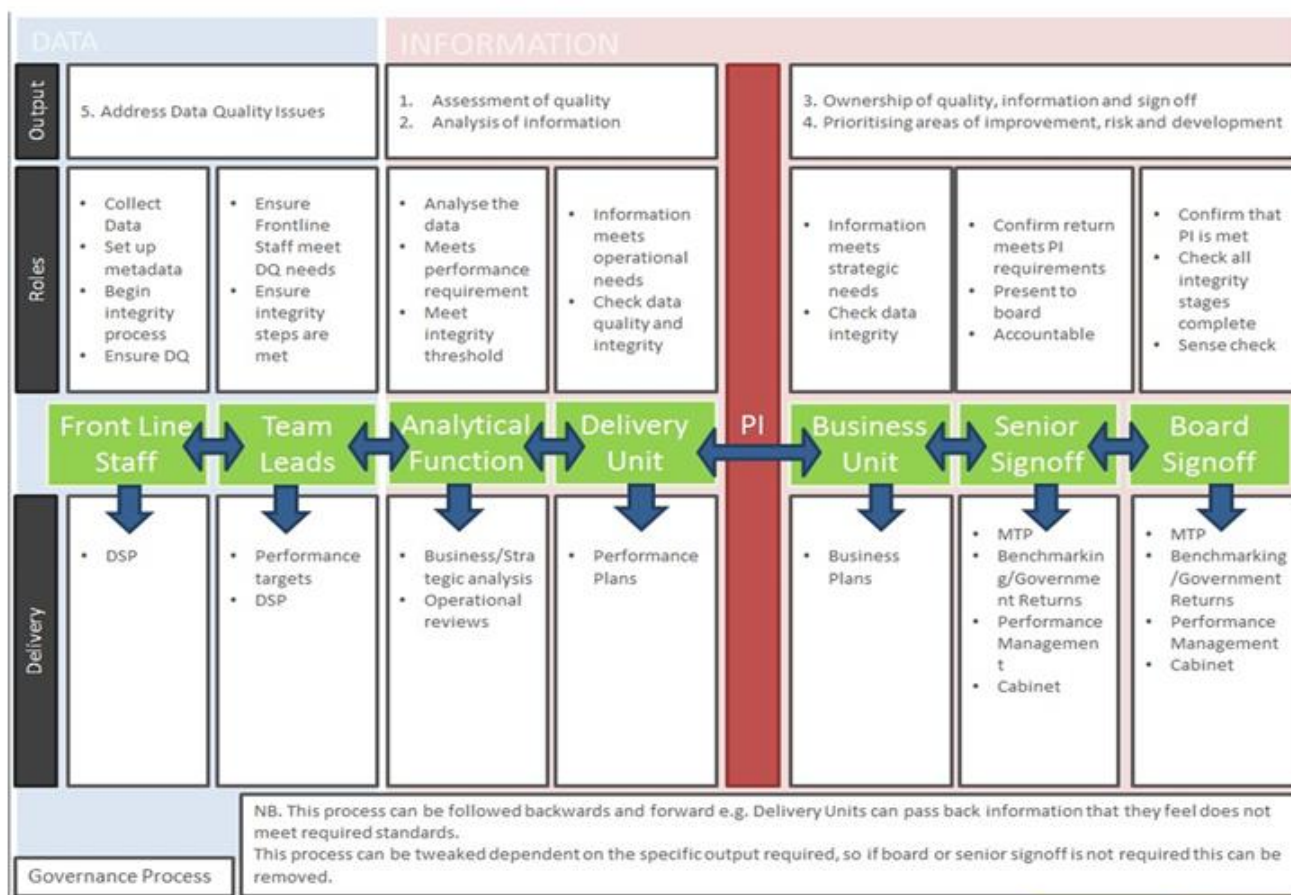 DATA
INFORMATION
Output
5. Address Data Quality Issues
1. Assessment of quality
2. Analysis of information
3. Ownership of quality, information and sign off
4. Prioritising areas of improvement, risk and development
Roles
• Collect
Data
• Set up
metadata
• Begin
integrity
process
• Ensure DQ
• Ensure
Frontline
Staff meet
DQ needs
• Ensure
integrity
steps are
met
• Analyse the
data
• Meets
performance
requirement
• Meet
integrity
threshold
• Information
meets
operational
needs
• Check data
quality and
integrity
• Information
meets
strategic
needs
• Check data
integrity
• Confirm return
meets PI
requirements
• Present to
board
• Accountable
• Confirm that
PI is met
• Check all
integrity
stages
complete
• Sense check
Front Line
Staff
Team
Leads
Analytical
Function
Delivery
Unit
PI
Business
Unit
Senior
Signoff
Board
Signoff
Delivery
• DSP
• Performance
targets
• DSP
• Business/Stra
tegic analysis
• Operational
reviews
• Performance
Plans
• Business
Plans
• MTP
• Benchmarkin
g/Governme
nt Returns
• Performance
Managemen
t
• Cabinet
• MTP
• Benchmarking
/Government
Returns
• Performance
Management
• Cabinet
NB. This process can be followed backwards and forward e.g. Delivery Units can pass back information that they feel does not
meet required standards.
This process can be tweaked dependent on the specific output required, so if board or senior signoff is not required this can be
removed.
Governance Process